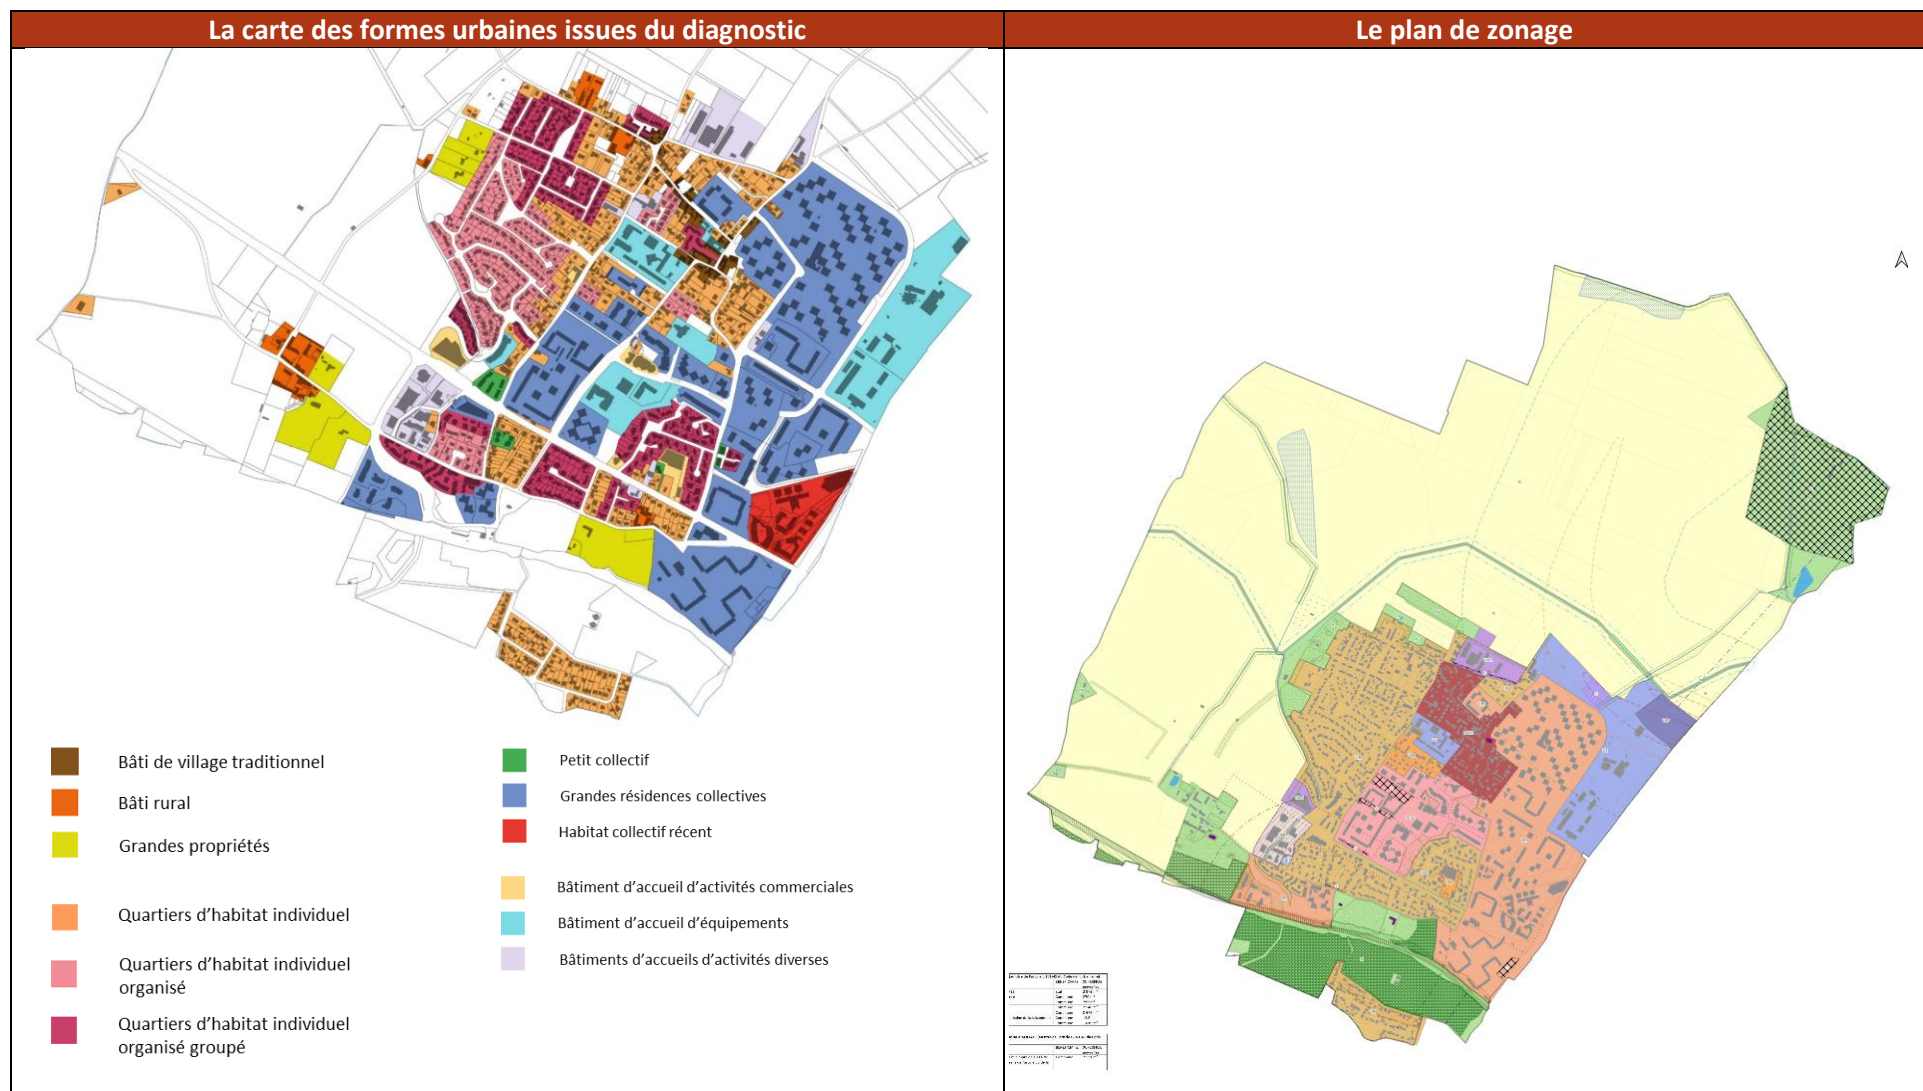 La carte des formes urbaines issues du diagnostic
Le plan de zonage
Bâti de village traditionnel
Bâti rural
Grandes propriétés
Quartiers d'habitat individuel
Quartiers d'habitat individuel
organisé
Quartiers d'habitat individuel
organisé groupé
Petit collectif
Grandes résidences collectives
Habitat collectif récent
Bâtiment d'accueil d'activités commerciales
Bâtiment d'accueil d'équipements
Bâtiments d'accueils d'activités diverses